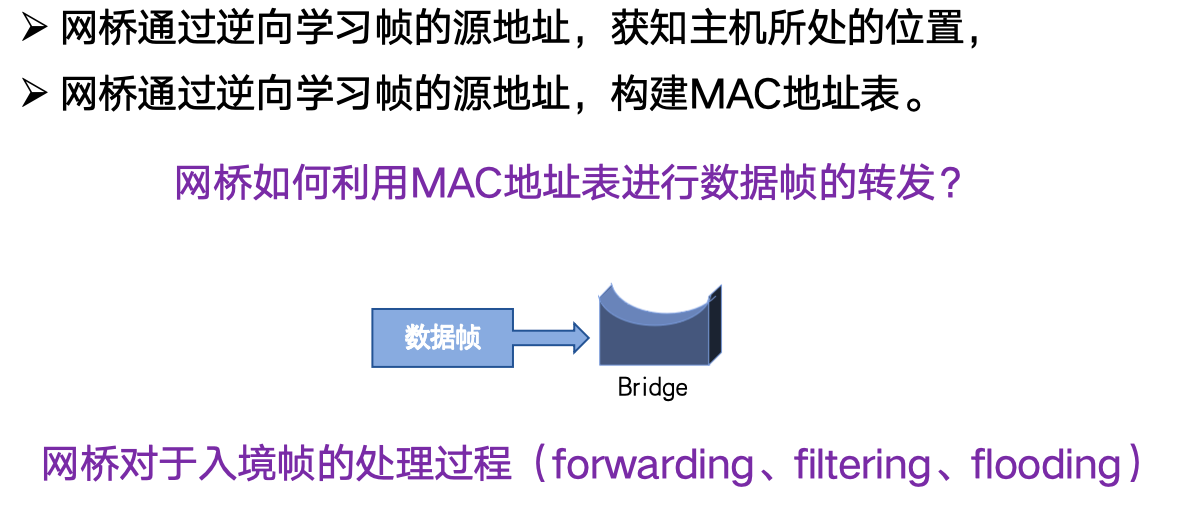 ➢ 网桥通过逆向学习帧的源地址，获知主机所处的位置，
➢ 网桥通过逆向学习帧的源地址，构建MAC地址表。
网桥如何利用MAC地址表进行数据帧的转发？
数据帧
Bridge
网桥对于入境帧的处理过程（forwarding、filtering、flooding）